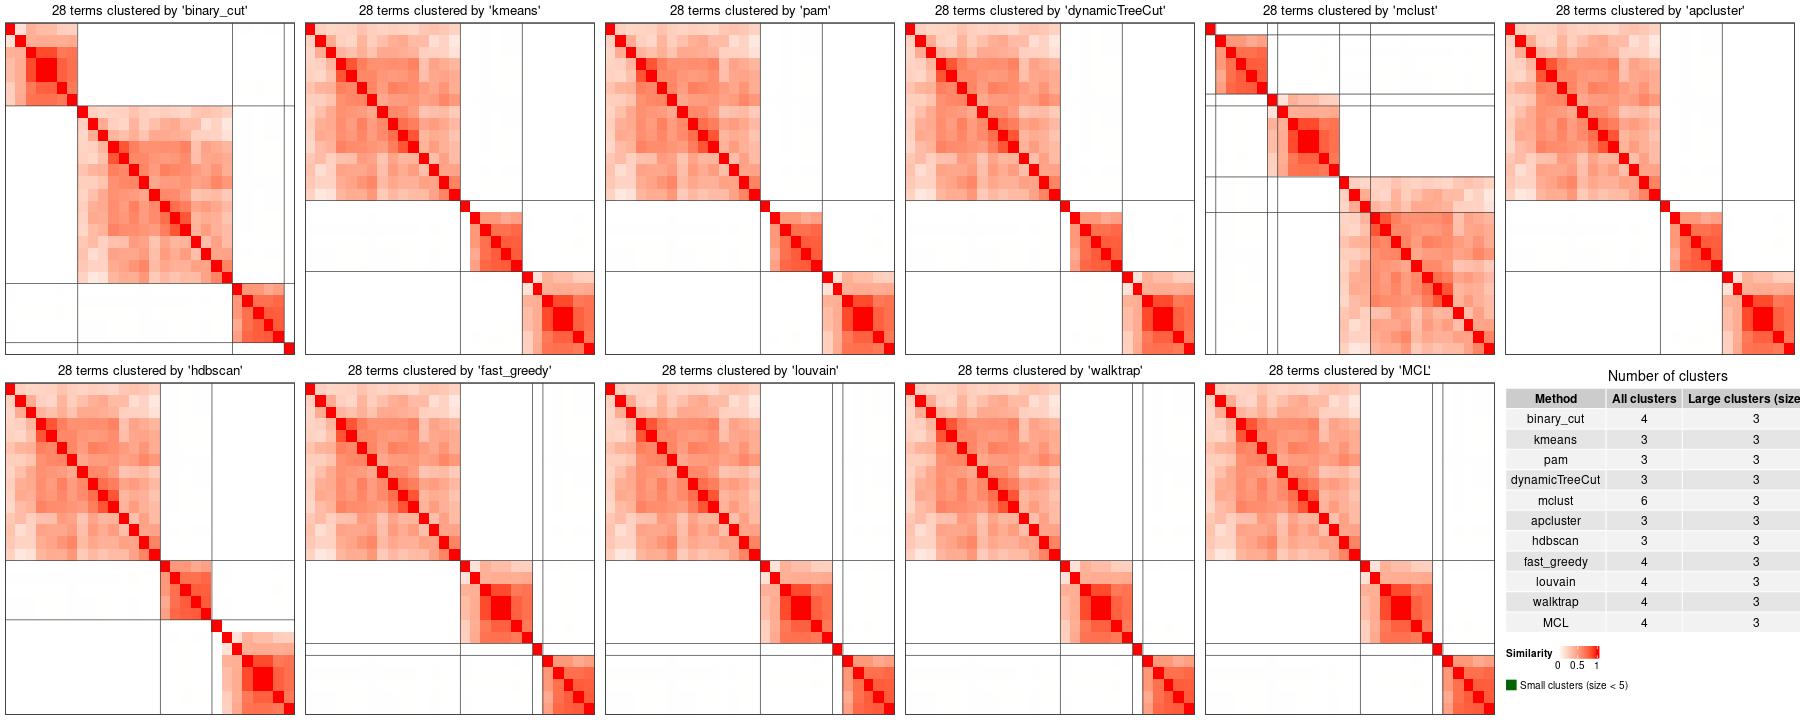 28 terms clustered by 'binary_cut'
28 terms clustered by 'kmeans'
28 terms clustered by 'pam'
28 terms clustered by 'dynamicTreeCut'
28 terms clustered by 'mclust'
28 terms clustered by 'apcluster'
28 terms clustered by 'hdbscan'
28 terms clustered by 'fast_greedy'
28 terms clustered by 'louvain'
28 terms clustered by 'walktrap'
28 terms clustered by 'MCL'
Number of clusters
Method All clusters Large clusters (size
binary_cut 4 3
kmeans 3 3
pam 3 3
dynamicTreeCut 3 3
mclust 6 3
apcluster 3 3
hdbscan 3 3
fast_greedy 4 3
louvain 4 3
walktrap 4 3
MCL 4 3
Similarity
0 0.5 1
Small clusters (size < 5)